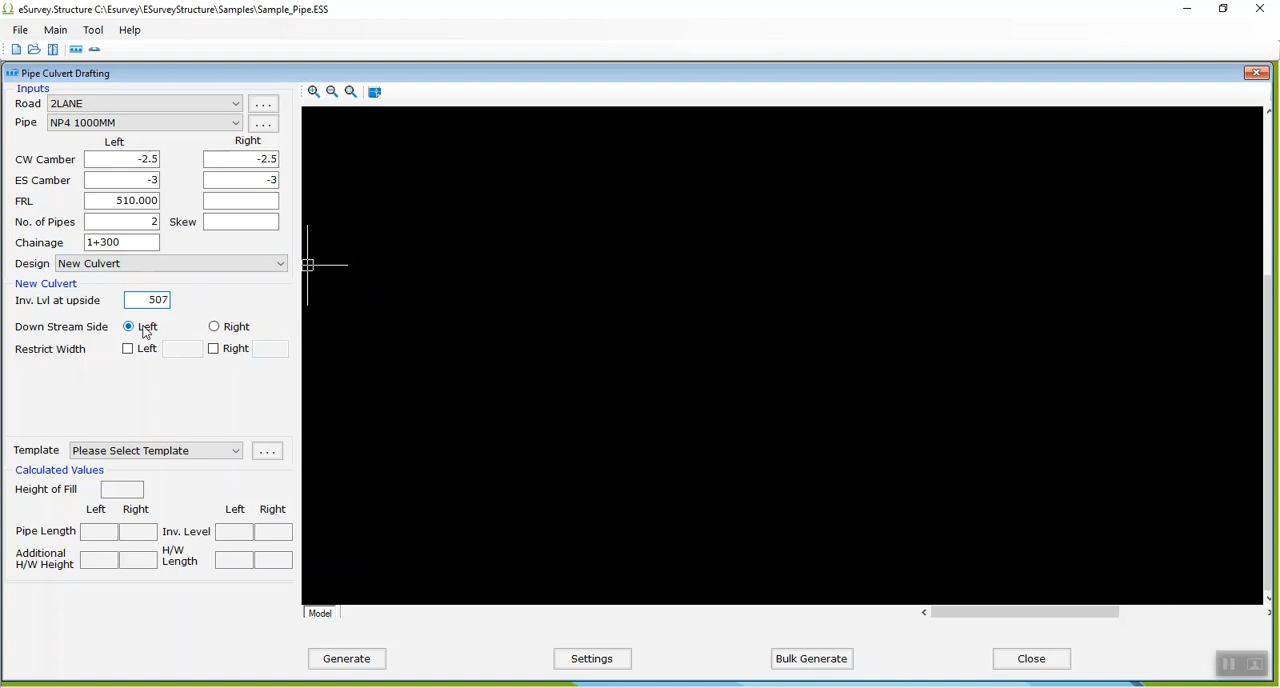 eSurvey.Structure C:\Esurvey\ESurveyStructure\Samples\Sample_Pipe.ESS
File Main Tool Help
Pipe Culvert Drafting
Inputs
Road 2LANE ...
Pipe NP4 1000MM ...
Left Right
CW Camber -2.5 -2.5
ES Camber -3 -3
FRL 510.000
No. of Pipes 2 Skew
Chainage 1+300
Design New Culvert
New Culvert
Inv. Lvl at upside 507
Down Stream Side Left Right
Restrict Width Left Right
Template Please Select Template ...
Calculated Values
Height of Fill
Left Right Left Right
Pipe Length Inv. Level
Additional H/W Height H/W Length
Model
Generate Settings Bulk Generate Close